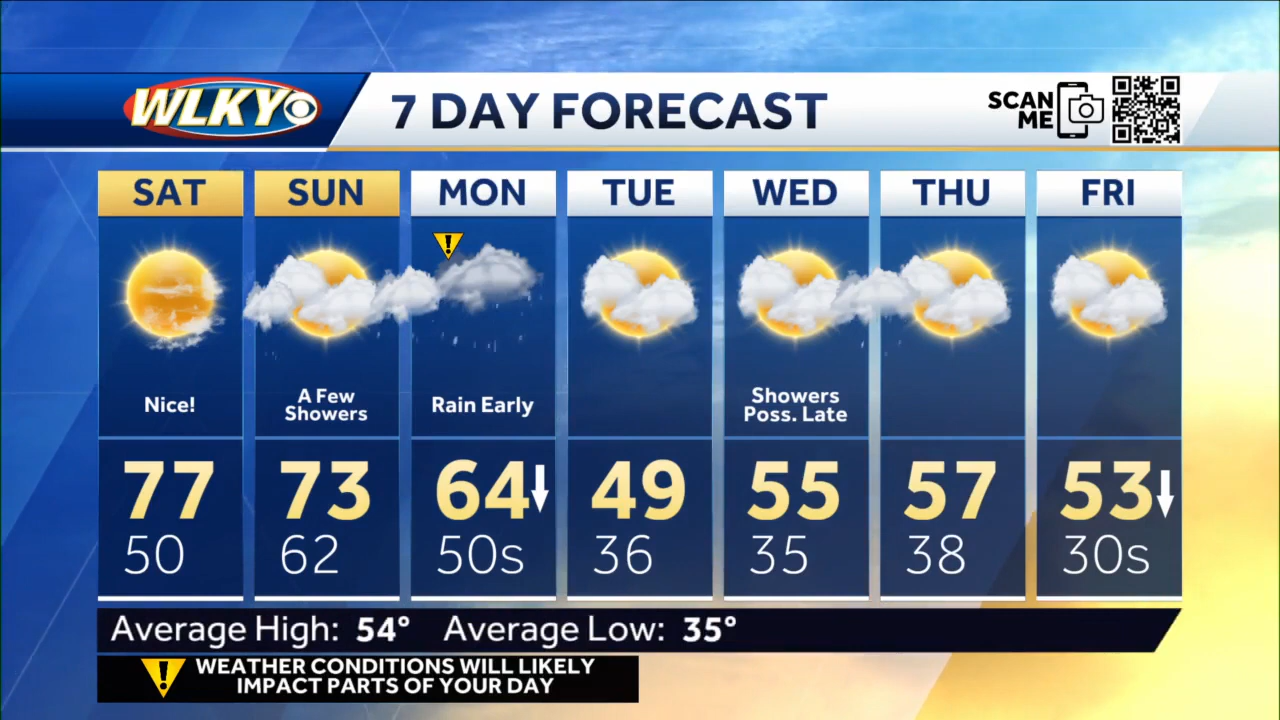 WLKY
7 DAY FORECAST
SCAN
ME
SAT
SUN
MON
TUE
WED
THU
FRI
!
Nice!
A Few
Showers
Rain Early
Showers
Poss. Late
77
73
64
49
55
57
53
50
62
50s
36
35
38
30s
Average High: 54° Average Low: 35°
!
WEATHER CONDITIONS WILL LIKELY
IMPACT PARTS OF YOUR DAY